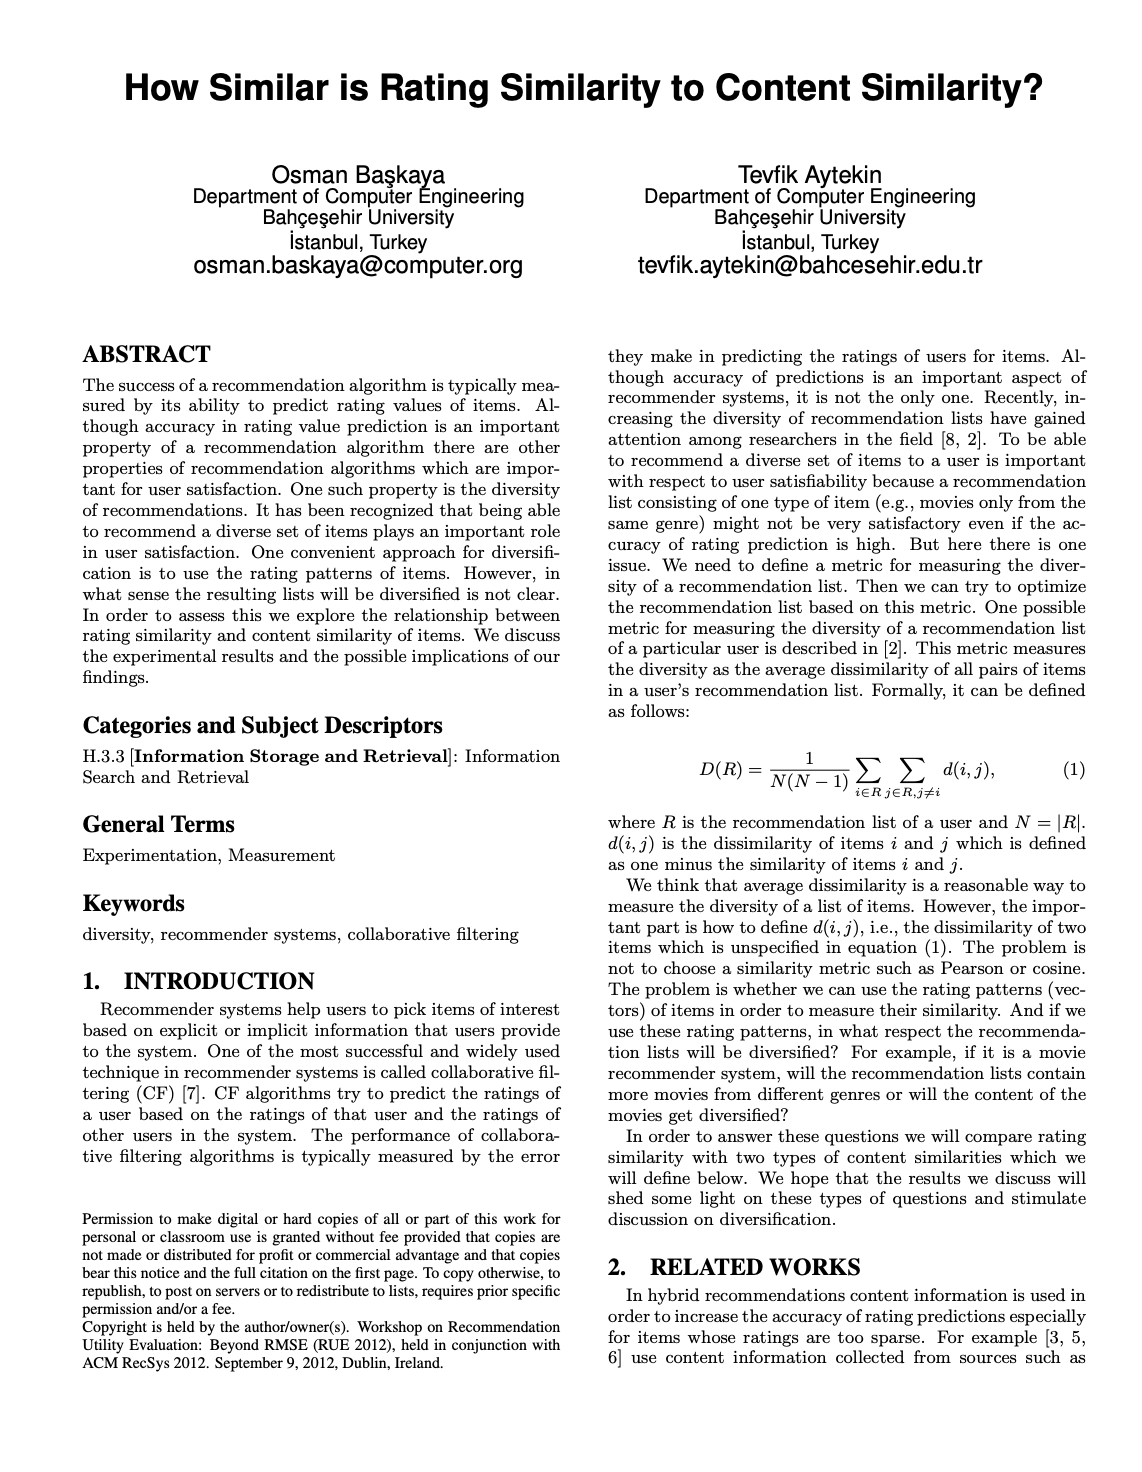 How Similar is Rating Similarity to Content Similarity?
Osman Başkaya
Department of Computer Engineering
Bahçeşehir University
İstanbul, Turkey
osman.baskaya@computer.org
Tevfik Aytekin
Department of Computer Engineering
Bahçeşehir University
İstanbul, Turkey
tevfik.aytekin@bahcesehir.edu.tr
ABSTRACT
The success of a recommendation algorithm is typically mea-
sured by its ability to predict rating values of items. Al-
though accuracy in rating value prediction is an important
property of a recommendation algorithm there are other
properties of recommendation algorithms which are impor-
tant for user satisfaction. One such property is the diversity
of recommendations. It has been recognized that being able
to recommend a diverse set of items plays an important role
in user satisfaction. One convenient approach for diversifi-
cation is to use the rating patterns of items. However, in
what sense the resulting lists will be diversified is not clear.
In order to assess this we explore the relationship between
rating similarity and content similarity of items. We discuss
the experimental results and the possible implications of our
findings.
Categories and Subject Descriptors
H.3.3 [Information Storage and Retrieval]: Information
Search and Retrieval
General Terms
Experimentation, Measurement
Keywords
diversity, recommender systems, collaborative filtering
1. INTRODUCTION
Recommender systems help users to pick items of interest
based on explicit or implicit information that users provide
to the system. One of the most successful and widely used
technique in recommender systems is called collaborative fil-
tering (CF) [7]. CF algorithms try to predict the ratings of
a user based on the ratings of that user and the ratings of
other users in the system. The performance of collabora-
tive filtering algorithms is typically measured by the error
Permission to make digital or hard copies of all or part of this work for
personal or classroom use is granted without fee provided that copies are
not made or distributed for profit or commercial advantage and that copies
bear this notice and the full citation on the first page. To copy otherwise, to
republish, to post on servers or to redistribute to lists, requires prior specific
permission and/or a fee.
Copyright is held by the author/owner(s). Workshop on Recommendation
Utility Evaluation: Beyond RMSE (RUE 2012), held in conjunction with
ACM RecSys 2012. September 9, 2012, Dublin, Ireland.
they make in predicting the ratings of users for items. Al-
though accuracy of predictions is an important aspect of
recommender systems, it is not the only one. Recently, in-
creasing the diversity of recommendation lists have gained
attention among researchers in the field [8, 2]. To be able
to recommend a diverse set of items to a user is important
with respect to user satisfiability because a recommendation
list consisting of one type of item (e.g., movies only from the
same genre) might not be very satisfactory even if the ac-
curacy of rating prediction is high. But here there is one
issue. We need to define a metric for measuring the diver-
sity of a recommendation list. Then we can try to optimize
the recommendation list based on this metric. One possible
metric for measuring the diversity of a recommendation list
of a particular user is described in [2]. This metric measures
the diversity as the average dissimilarity of all pairs of items
in a user's recommendation list. Formally, it can be defined
as follows:
D(R) = 1/N(N − 1) ∑i∈R ∑j∈R,j≠i d(i, j), (1)
where R is the recommendation list of a user and N = |R|.
d(i, j) is the dissimilarity of items i and j which is defined
as one minus the similarity of items i and j.
We think that average dissimilarity is a reasonable way to
measure the diversity of a list of items. However, the impor-
tant part is how to define d(i, j), i.e., the dissimilarity of two
items which is unspecified in equation (1). The problem is
not to choose a similarity metric such as Pearson or cosine.
The problem is whether we can use the rating patterns (vec-
tors) of items in order to measure their similarity. And if we
use these rating patterns, in what respect the recommenda-
tion lists will be diversified? For example, if it is a movie
recommender system, will the recommendation lists contain
more movies from different genres or will the content of the
movies get diversified?
In order to answer these questions we will compare rating
similarity with two types of content similarities which we
will define below. We hope that the results we discuss will
shed some light on these types of questions and stimulate
discussion on diversification.
2. RELATED WORKS
In hybrid recommendations content information is used in
order to increase the accuracy of rating predictions especially
for items whose ratings are too sparse. For example [3, 5,
6] use content information collected from sources such as